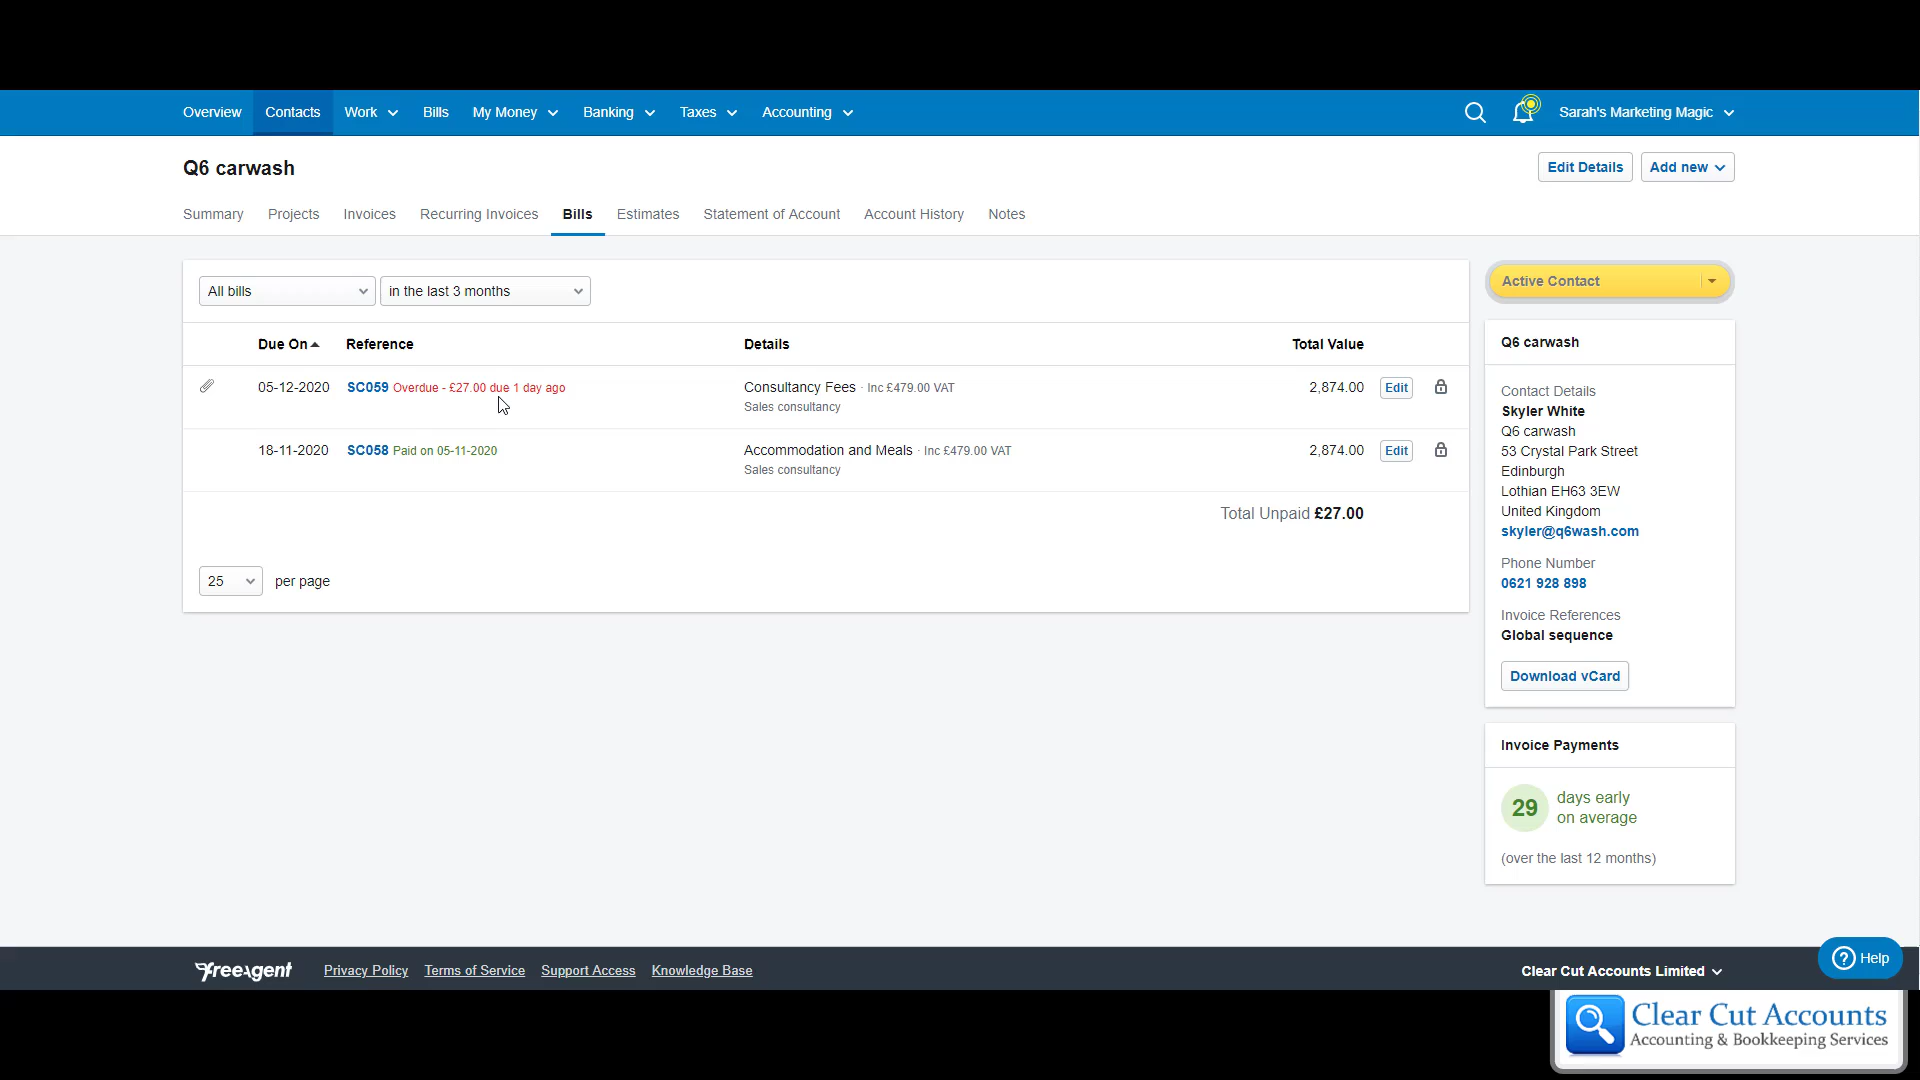 Overview Contacts Work Bills My Money Banking Taxes Accounting Sarah's Marketing Magic
Q6 carwash Edit Details Add new
Summary Projects Invoices Recurring Invoices Bills Estimates Statement of Account Account History Notes
All bills in the last 3 months
Due On Reference Details Total Value
05-12-2020 SC059 Overdue - £27.00 due 1 day ago Consultancy Fees · Inc £479.00 VAT 2,874.00 Edit
Sales consultancy
18-11-2020 SC058 Paid on 05-11-2020 Accommodation and Meals · Inc £479.00 VAT 2,874.00 Edit
Sales consultancy
Total Unpaid £27.00
25 per page
Active Contact
Q6 carwash
Contact Details
Skyler White
Q6 carwash
53 Crystal Park Street
Edinburgh
Lothian EH63 3EW
United Kingdom
skyler@q6wash.com
Phone Number
0621 928 898
Invoice References
Global sequence
Download vCard
Invoice Payments
29 days early
on average
(over the last 12 months)
freeagent Privacy Policy Terms of Service Support Access Knowledge Base Clear Cut Accounts Limited Help
Clear Cut Accounts
Accounting & Bookkeeping Services